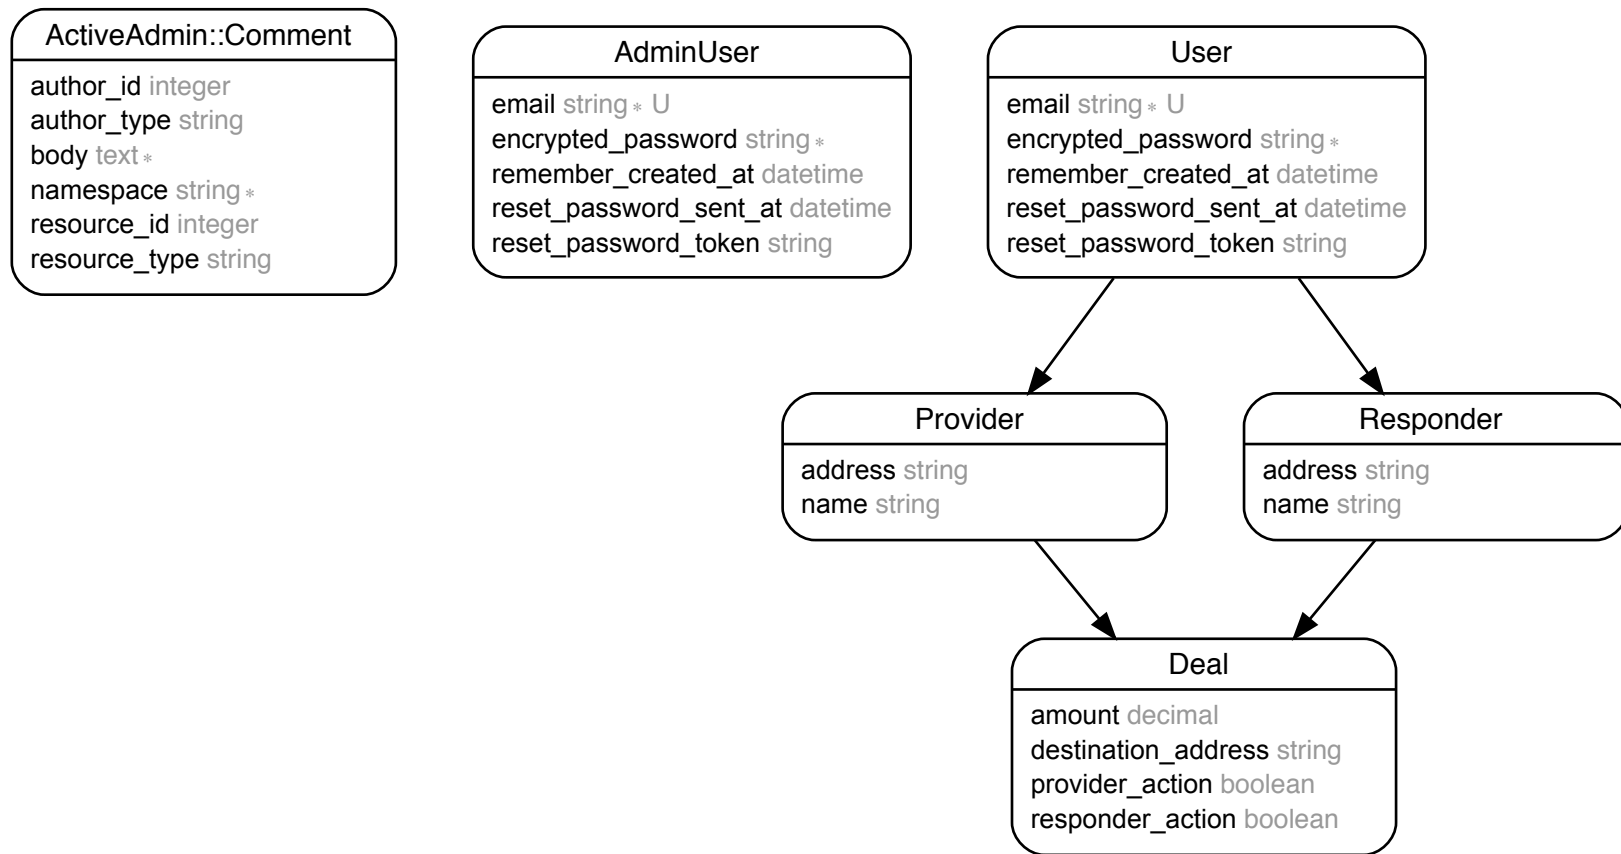 ActiveAdmin::Comment
author_id integer
author_type string
body text *
namespace string *
resource_id integer
resource_type string
AdminUser
email string * U
encrypted_password string *
remember_created_at datetime
reset_password_sent_at datetime
reset_password_token string
User
email string * U
encrypted_password string *
remember_created_at datetime
reset_password_sent_at datetime
reset_password_token string
Provider
address string
name string
Responder
address string
name string
Deal
amount decimal
destination_address string
provider_action boolean
responder_action boolean